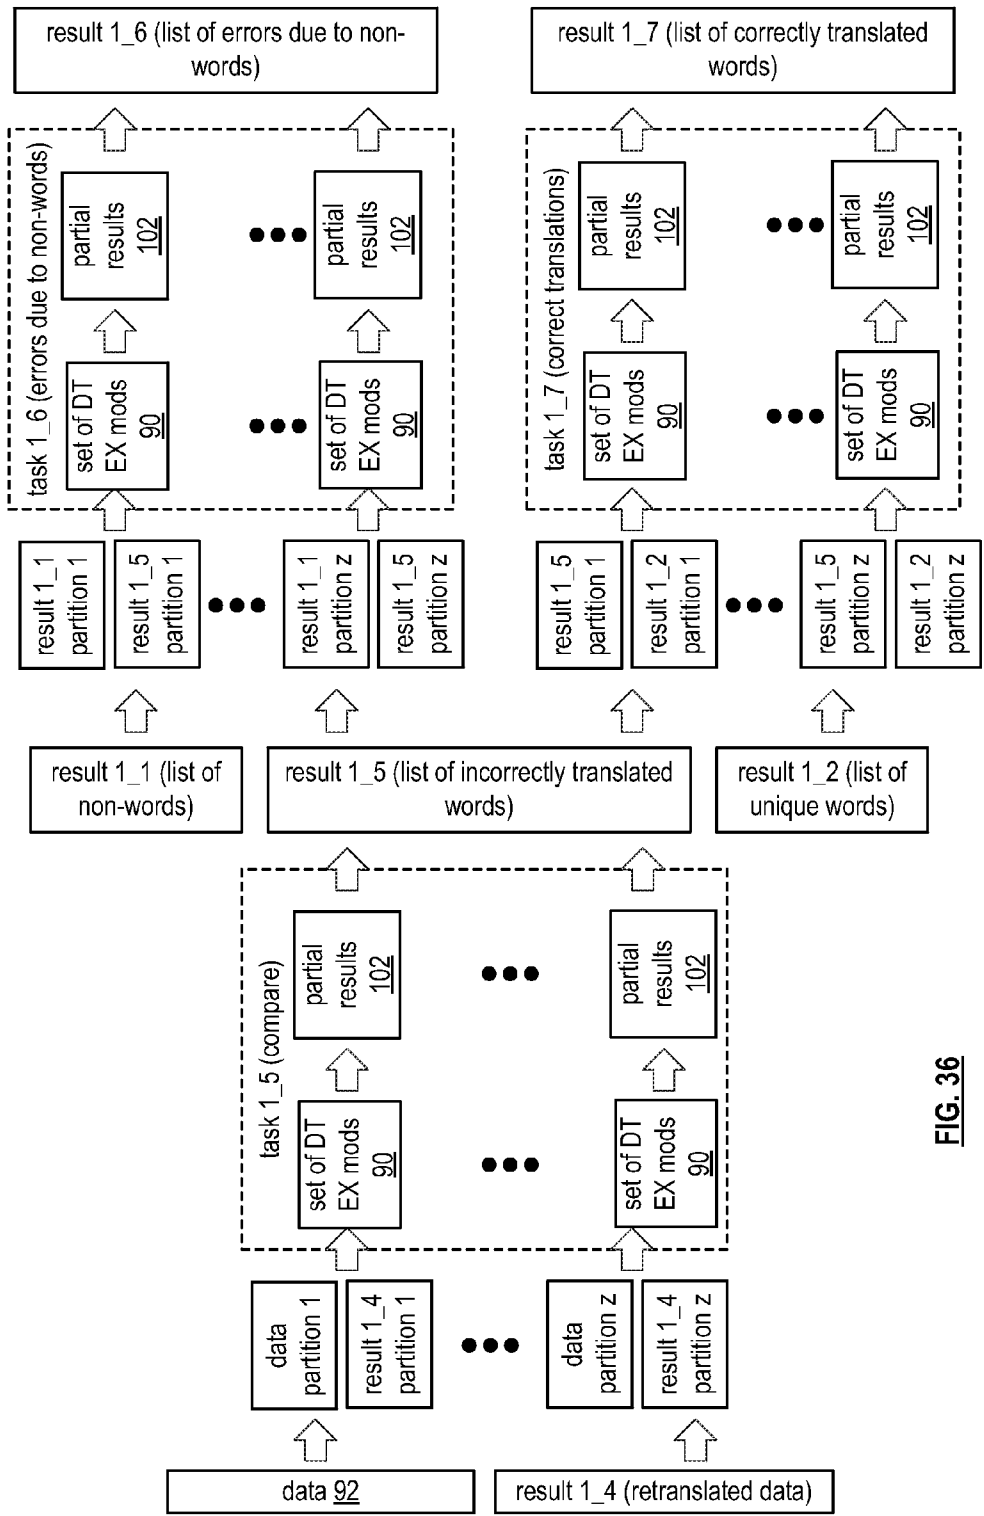 result 1_6 (list of errors due to non-
words)
result 1_7 (list of correctly translated
words)
task 1_6 (errors due to non-words)
set of DT
EX mods
90
partial
results
102
set of DT
EX mods
90
partial
results
102
task 1_7 (correct translations)
set of DT
EX mods
90
partial
results
102
set of DT
EX mods
90
partial
results
102
result 1_1
partition 1
result 1_5
partition 1
result 1_1
partition z
result 1_5
partition z
result 1_5
partition 1
result 1_2
partition 1
result 1_5
partition z
result 1_2
partition z
result 1_1 (list of
non-words)
result 1_5 (list of incorrectly translated
words)
result 1_2 (list of
unique words)
task 1_5 (compare)
set of DT
EX mods
90
partial
results
102
set of DT
EX mods
90
partial
results
102
data
partition 1
result 1_4
partition 1
data
partition z
result 1_4
partition z
data 92
result 1_4 (retranslated data)
FIG. 36